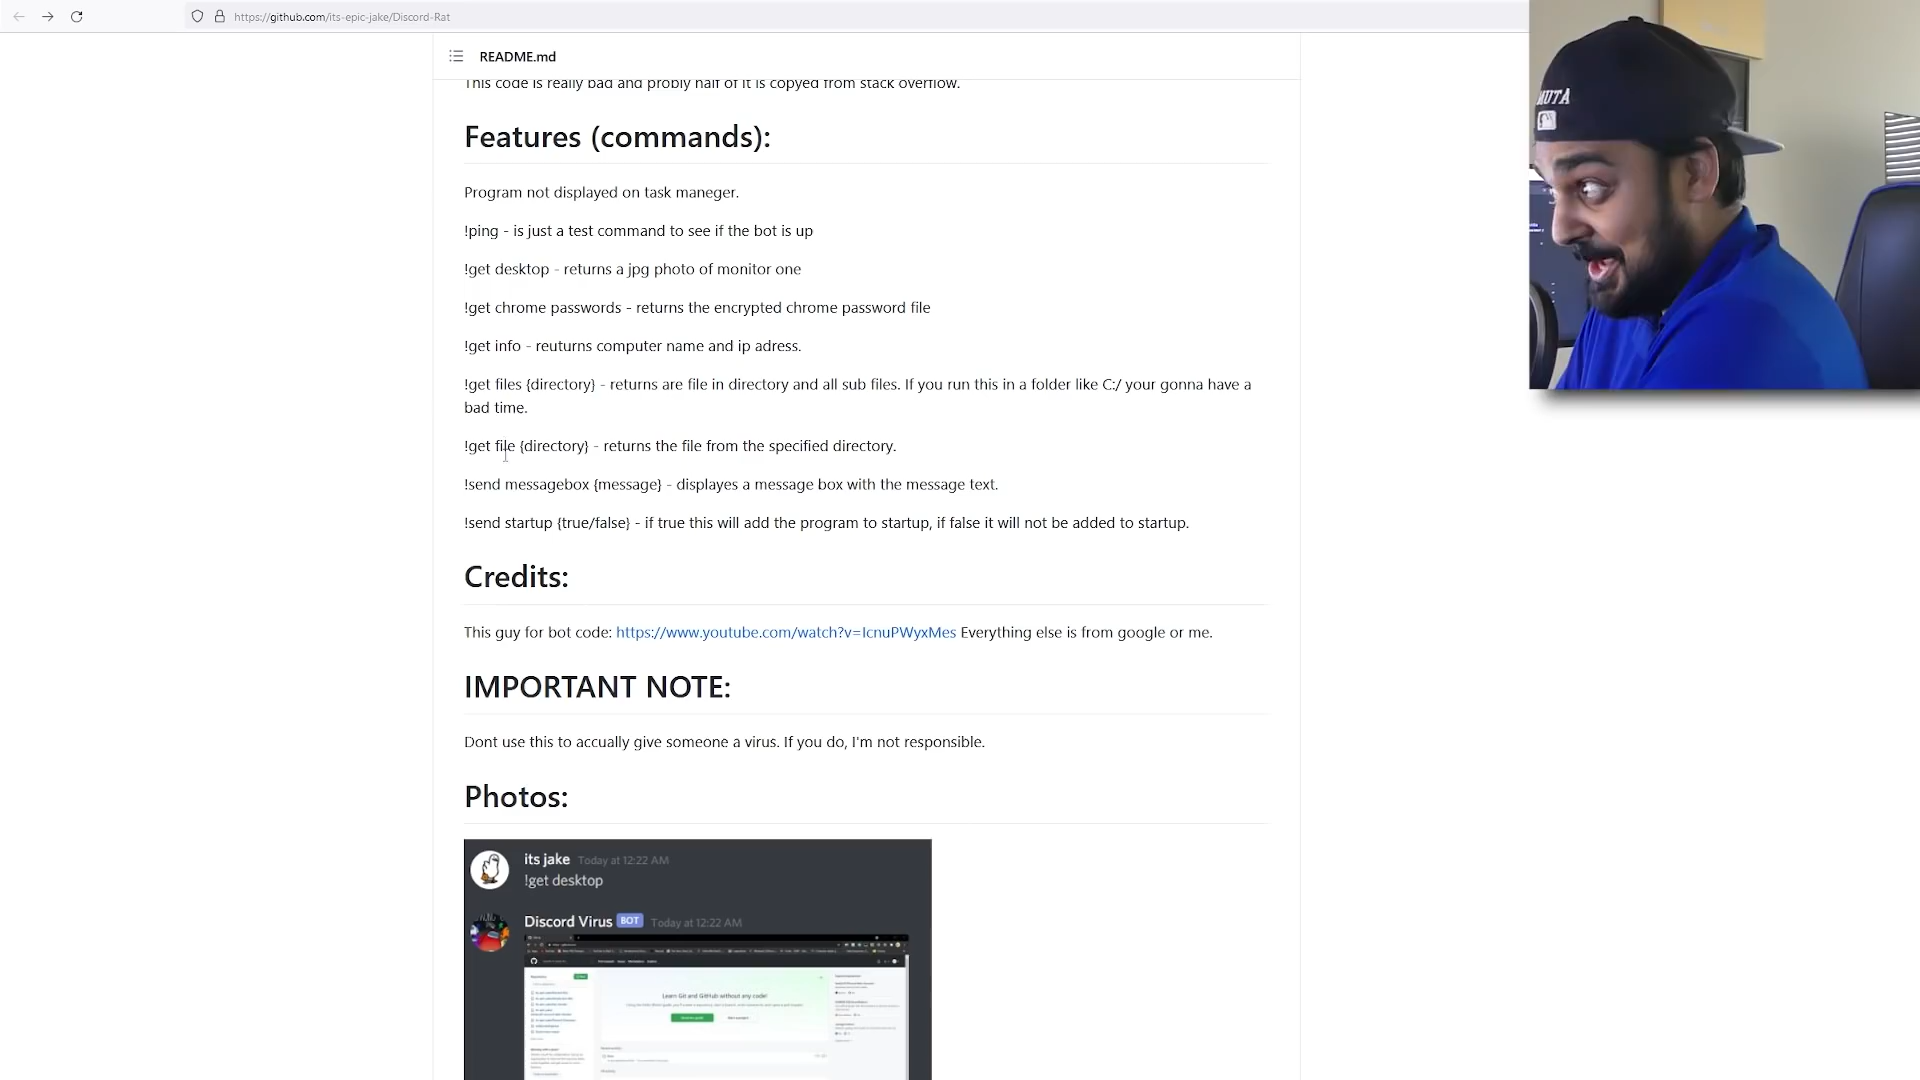 https://github.com/its-epic-jake/Discord-Rat
README.md
This code is really bad and probly half of it is copyed from stack overflow.
Features (commands):
Program not displayed on task maneger.
!ping - is just a test command to see if the bot is up
!get desktop - returns a jpg photo of monitor one
!get chrome passwords - returns the encrypted chrome password file
!get info - reuturns computer name and ip adress.
!get files {directory} - returns are file in directory and all sub files. If you run this in a folder like C:/ your gonna have a
bad time.
!get file {directory} - returns the file from the specified directory.
!send messagebox {message} - displayes a message box with the message text.
!send startup {true/false} - if true this will add the program to startup, if false it will not be added to startup.
Credits:
This guy for bot code: https://www.youtube.com/watch?v=IcnuPWyxMes Everything else is from google or me.
IMPORTANT NOTE:
Dont use this to accually give someone a virus. If you do, I'm not responsible.
Photos:
its jake Today at 12:22 AM
!get desktop
Discord Virus BOT Today at 12:22 AM
Learn Git and GitHub without any code!
MUTA